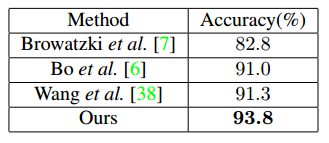 Method Accuracy(%)
Browatzki et al. [7] 82.8
Bo et al. [6] 91.0
Wang et al. [38] 91.3
Ours 93.8